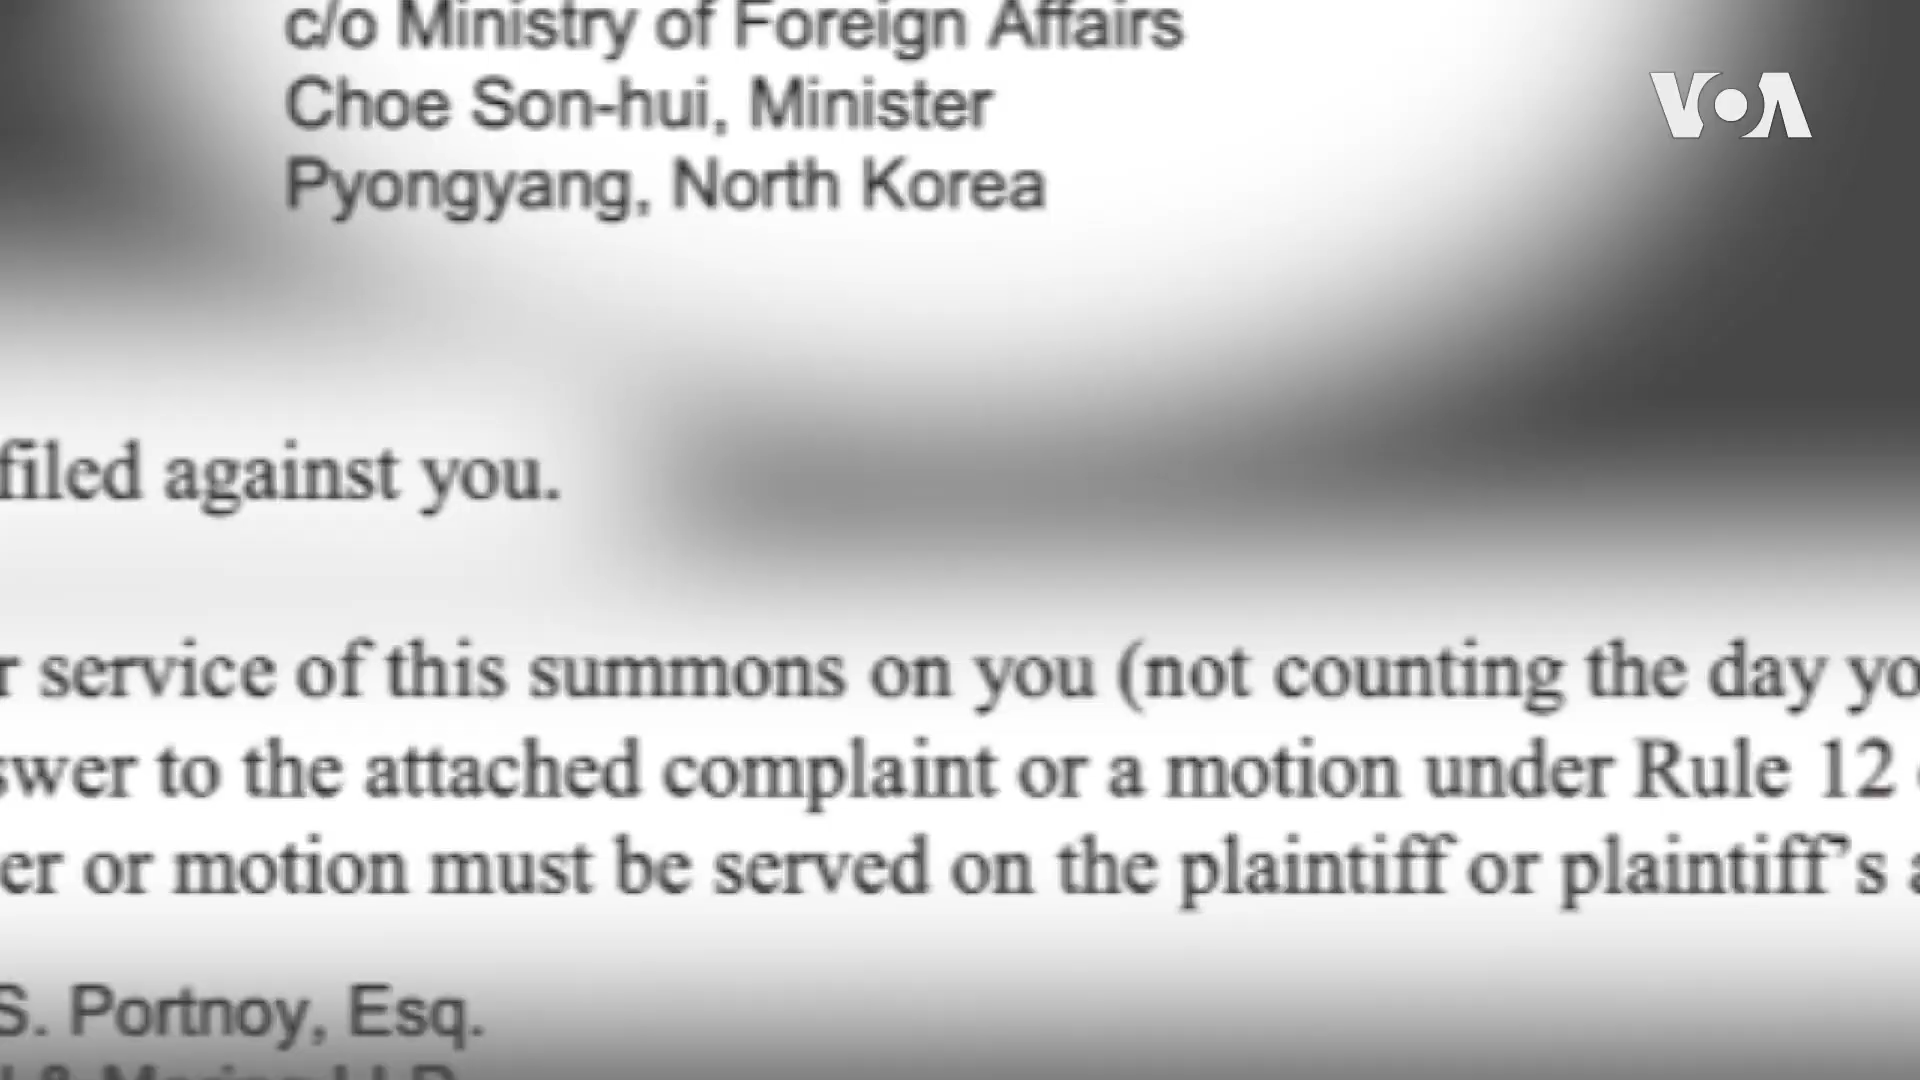 c/o Ministry of Foreign Affairs
Choe Son-hui, Minister
Pyongyang, North Korea
VOA
filed against you.
service of this summons on you (not counting the day
to the attached complaint or a motion under Rule 12
or motion must be served on the plaintiff or plaintiff's
S. Portnoy, Esq.